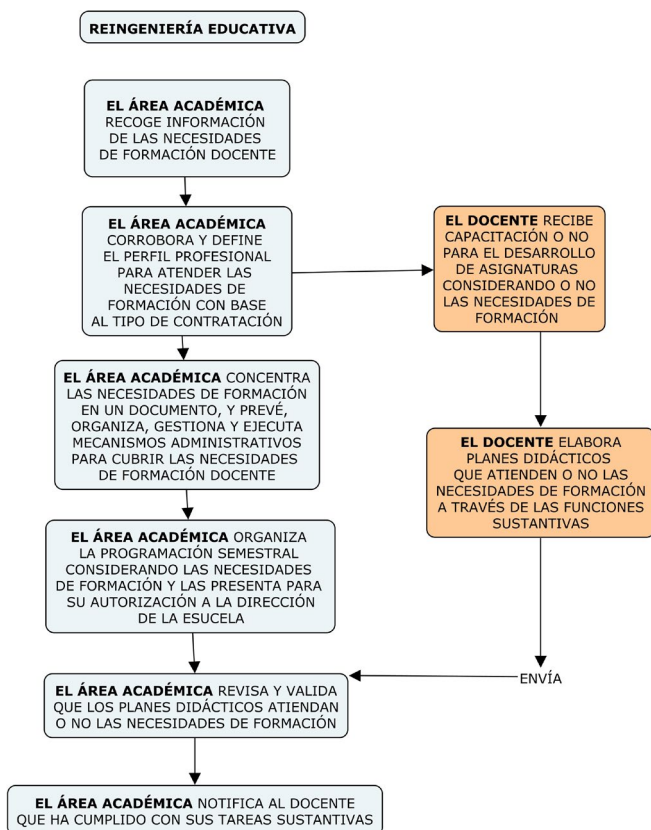 REINGENIERÍA EDUCATIVA
EL ÁREA ACADÉMICA
RECOGE INFORMACIÓN
DE LAS NECESIDADES
DE FORMACIÓN DOCENTE
EL ÁREA ACADÉMICA
CORROBORA Y DEFINE
EL PERFIL PROFESIONAL
PARA ATENDER LAS
NECESIDADES DE
FORMACIÓN CON BASE
AL TIPO DE CONTRATACIÓN
EL DOCENTE RECIBE
CAPACITACIÓN O NO
PARA EL DESARROLLO
DE ASIGNATURAS
CONSIDERANDO O NO
LAS NECESIDADES DE
FORMACIÓN
EL ÁREA ACADÉMICA CONCENTRA
LAS NECESIDADES DE FORMACIÓN
EN UN DOCUMENTO, Y PREVÉ,
ORGANIZA, GESTIONA Y EJECUTA
MECANISMOS ADMINISTRATIVOS
PARA CUBRIR LAS NECESIDADES
DE FORMACIÓN DOCENTE
EL DOCENTE ELABORA
PLANES DIDÁCTICOS
QUE ATIENDEN O NO LAS
NECESIDADES DE FORMACIÓN
A TRAVÉS DE LAS FUNCIONES
SUSTANTIVAS
EL ÁREA ACADÉMICA ORGANIZA
LA PROGRAMACIÓN SEMESTRAL
CONSIDERANDO LAS NECESIDADES
DE FORMACIÓN Y LAS PRESENTA PARA
SU AUTORIZACIÓN A LA DIRECCIÓN
DE LA ESUCELA
ENVÍA
EL ÁREA ACADÉMICA REVISA Y VALIDA
QUE LOS PLANES DIDÁCTICOS ATIENDAN
O NO LAS NECESIDADES DE FORMACIÓN
EL ÁREA ACADÉMICA NOTIFICA AL DOCENTE
QUE HA CUMPLIDO CON SUS TAREAS SUSTANTIVAS